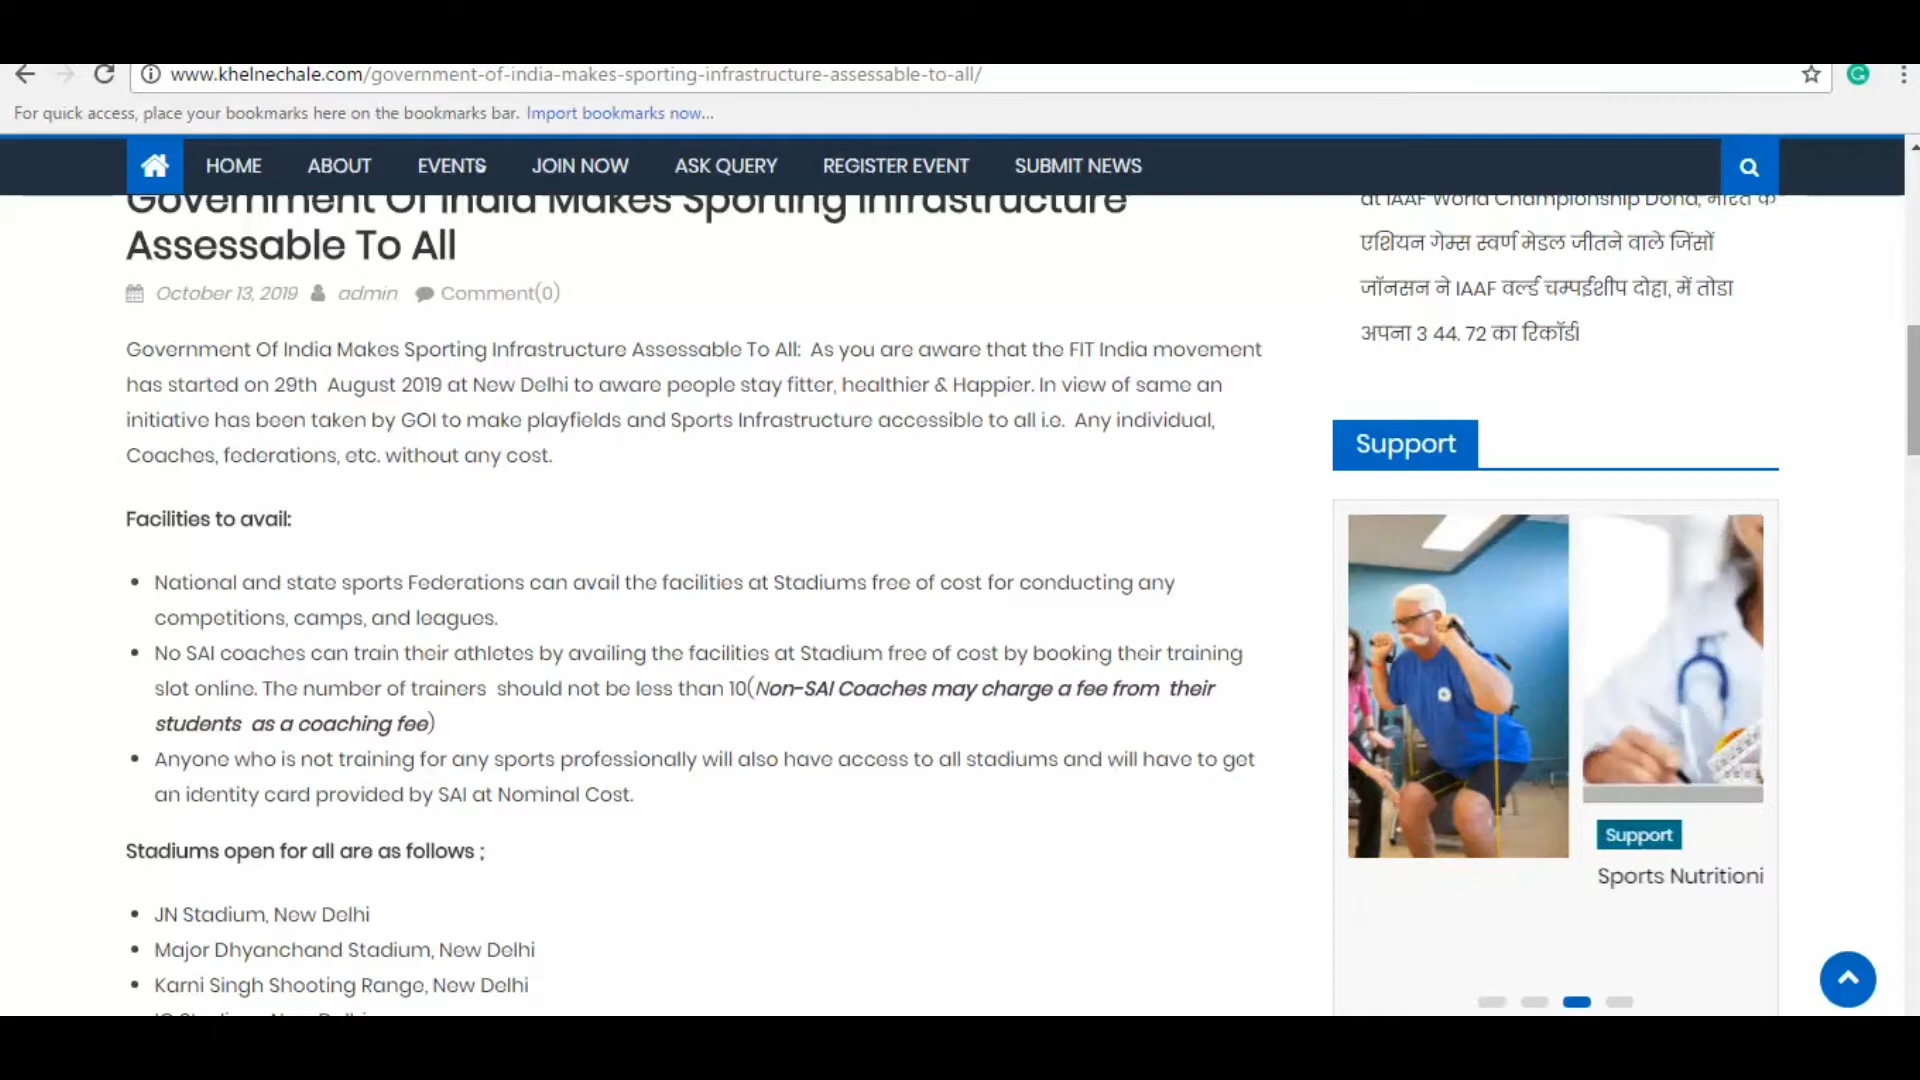 www.khelnechale.com/government-of-india-makes-sporting-infrastructure-assessable-to-all/
For quick access, place your bookmarks here on the bookmarks bar. Import bookmarks now...
HOME ABOUT EVENTS JOIN NOW ASK QUERY REGISTER EVENT SUBMIT NEWS
Government Of India Makes Sporting Infrastructure
Assessable To All
October 13, 2019 admin Comment(0)
Government Of India Makes Sporting Infrastructure Assessable To All:  As you are aware that the FIT India movement
has started on 29th  August 2019 at New Delhi to aware people stay fitter, healthier & Happier. In view of same an
initiative has been taken by GOI to make playfields and Sports Infrastructure accessible to all i.e.  Any individual,
Coaches, federations, etc. without any cost.
Facilities to avail:
• National and state sports Federations can avail the facilities at Stadiums free of cost for conducting any
competitions, camps, and leagues.
• No SAI coaches can train their athletes by availing the facilities at Stadium free of cost by booking their training
slot online. The number of trainers  should not be less than 10(Non-SAI Coaches may charge a fee from  their
students  as a coaching fee)
• Anyone who is not training for any sports professionally will also have access to all stadiums and will have to get
an identity card provided by SAI at Nominal Cost.
Stadiums open for all are as follows ;
• JN Stadium, New Delhi
• Major Dhyanchand Stadium, New Delhi
• Karni Singh Shooting Range, New Delhi
at IAAF World Championship Doha, भारत के
एशियन गेम्स स्वर्ण मेडल जीतने वाले जिंसों
जॉनसन ने IAAF वर्ल्ड चम्पईशीप दोहा, में तोडा
अपना 3 44. 72 का रिकॉर्ड।
Support
Support
Sports Nutritioni